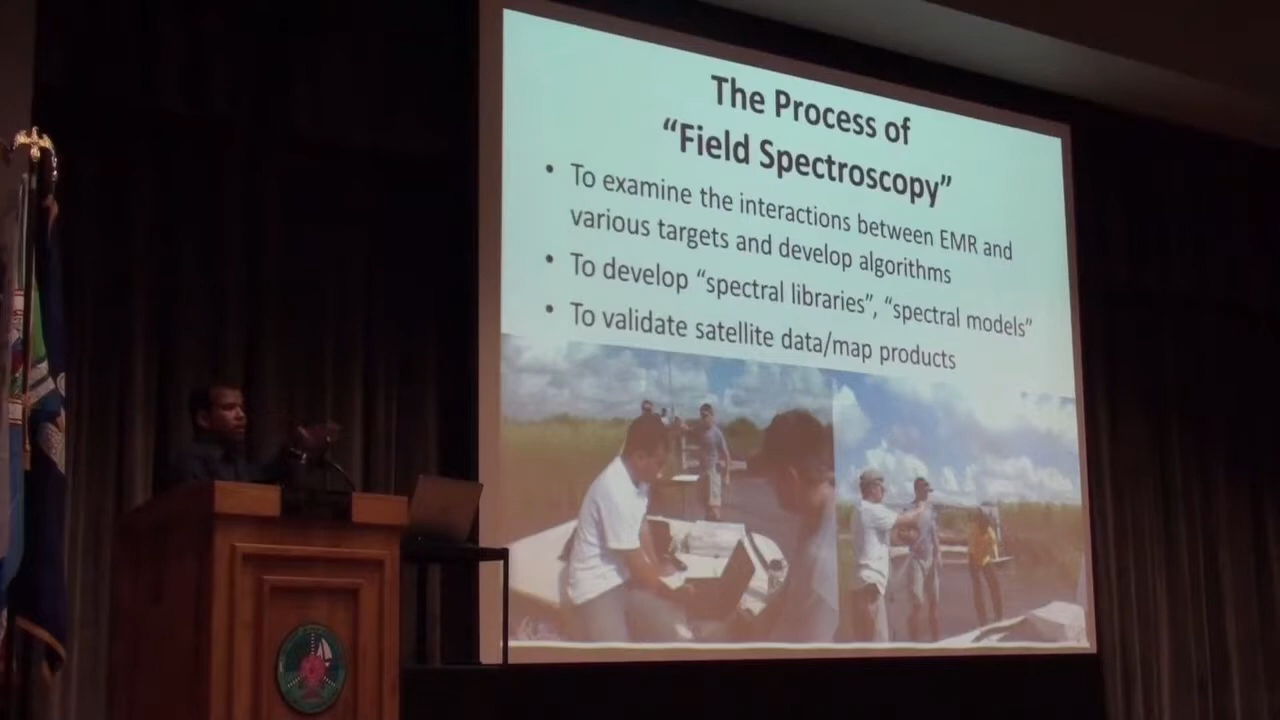 The Process of
“Field Spectroscopy”
• To examine the interactions between EMR and
various targets and develop algorithms
• To develop “spectral libraries”, “spectral models”
• To validate satellite data/map products